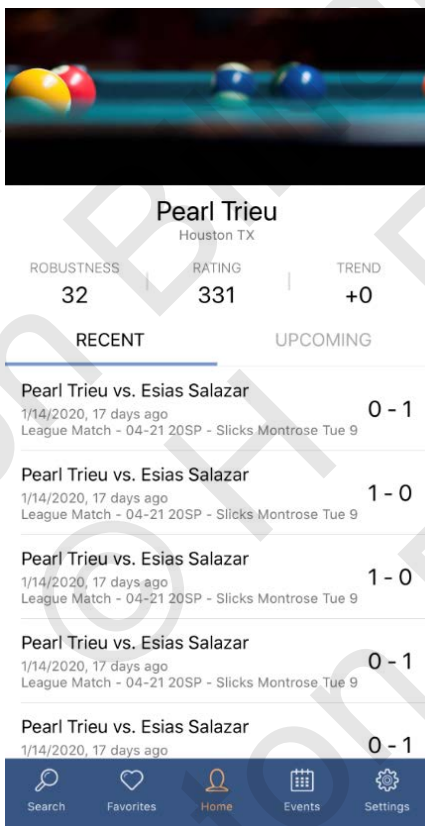 Pearl Trieu
Houston TX
ROBUSTNESS RATING TREND
32 331 +0
RECENT UPCOMING
Pearl Trieu vs. Esias Salazar
1/14/2020, 17 days ago
0 - 1
League Match - 04-21 20SP - Slicks Montrose Tue 9
Pearl Trieu vs. Esias Salazar
1/14/2020, 17 days ago
1 - 0
League Match - 04-21 20SP - Slicks Montrose Tue 9
Pearl Trieu vs. Esias Salazar
1/14/2020, 17 days ago
1 - 0
League Match - 04-21 20SP - Slicks Montrose Tue 9
Pearl Trieu vs. Esias Salazar
1/14/2020, 17 days ago
0 - 1
League Match - 04-21 20SP - Slicks Montrose Tue 9
Pearl Trieu vs. Esias Salazar
1/14/2020, 17 days ago
0 - 1
Search Favorites Home Events Settings